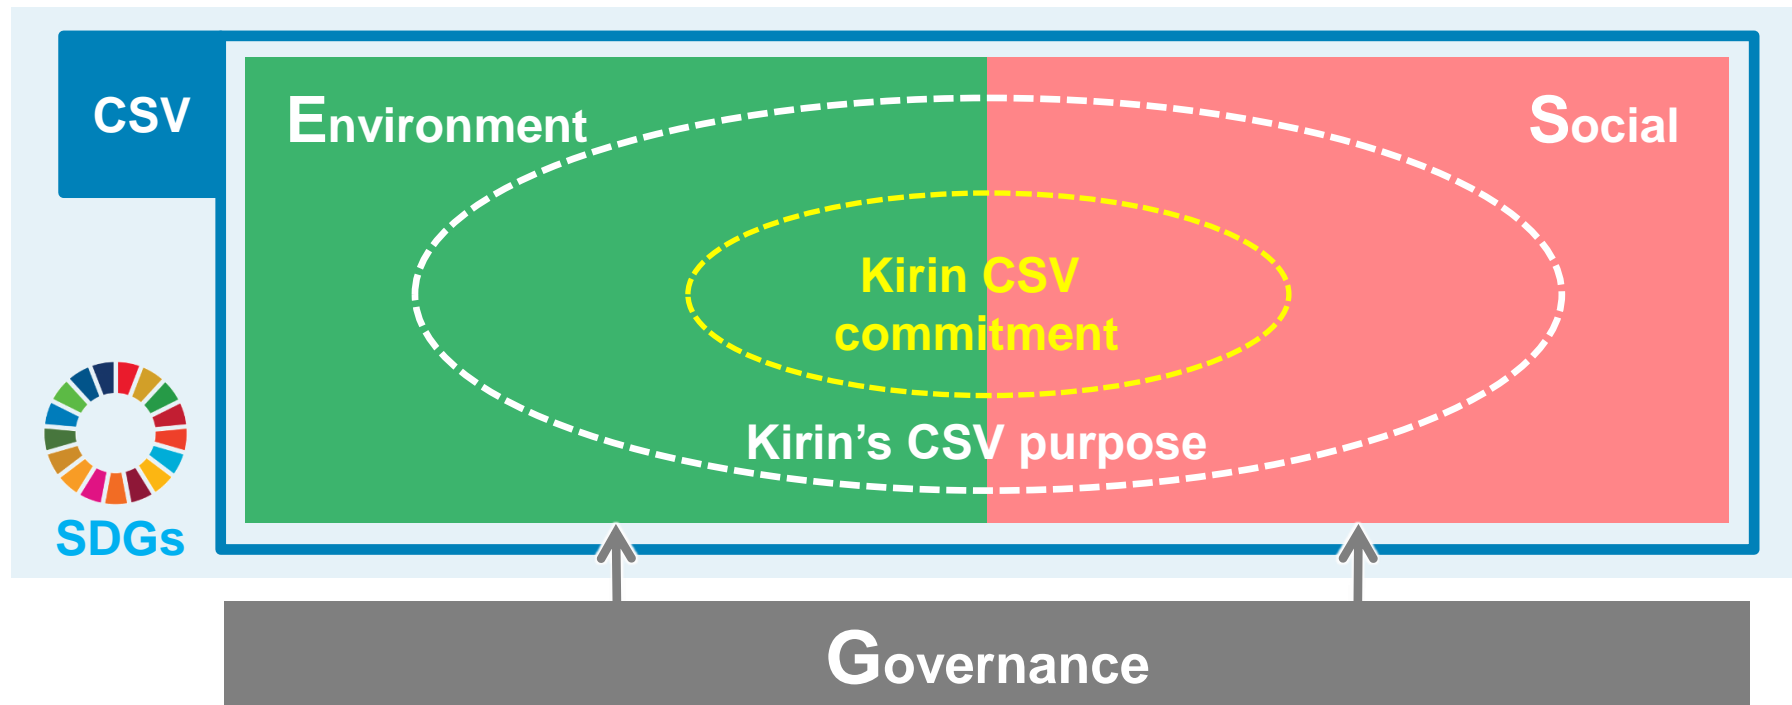 CSV
Environment
Social
Kirin CSV
commitment
Kirin’s CSV purpose
SDGs
Governance